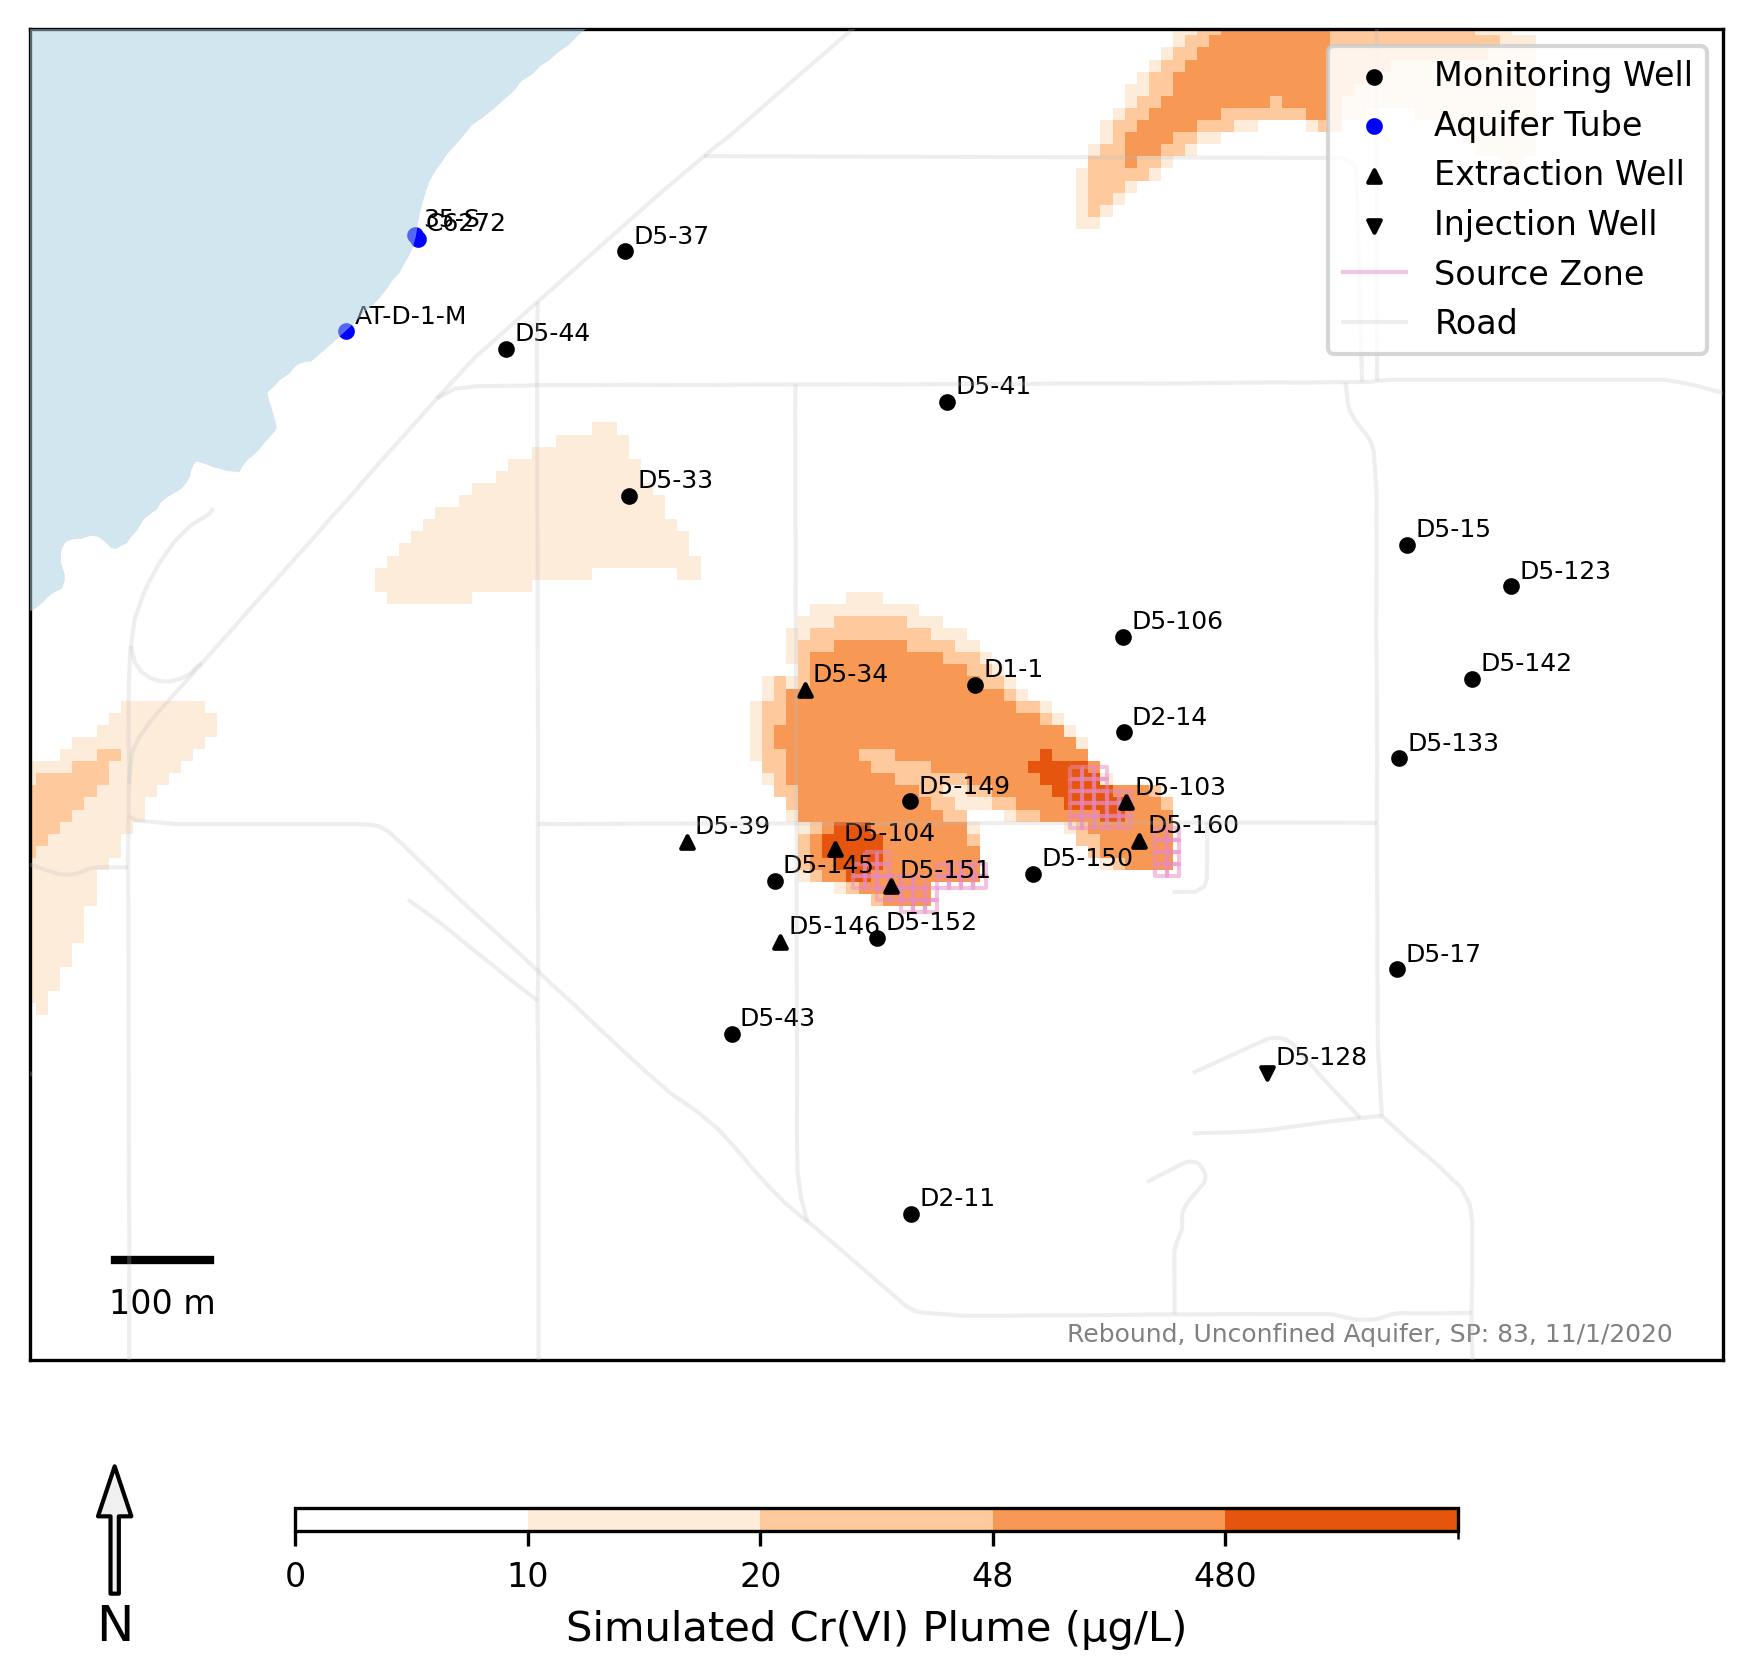 Monitoring Well
Aquifer Tube
Extraction Well
Injection Well
Source Zone
Road
35-S
C6272
D5-37
AT-D-1-M
D5-44
D5-41
D5-33
D5-15
D5-123
D5-106
D5-142
D1-1
D5-34
D2-14
D5-133
D5-149
D5-103
D5-39
D5-160
D5-104
D5-150
D5-145
D5-151
D5-146
D5-152
D5-17
D5-43
D5-128
D2-11
100 m
Rebound, Unconfined Aquifer, SP: 83, 11/1/2020
0 10 20 48 480
Simulated Cr(VI) Plume (µg/L)
N